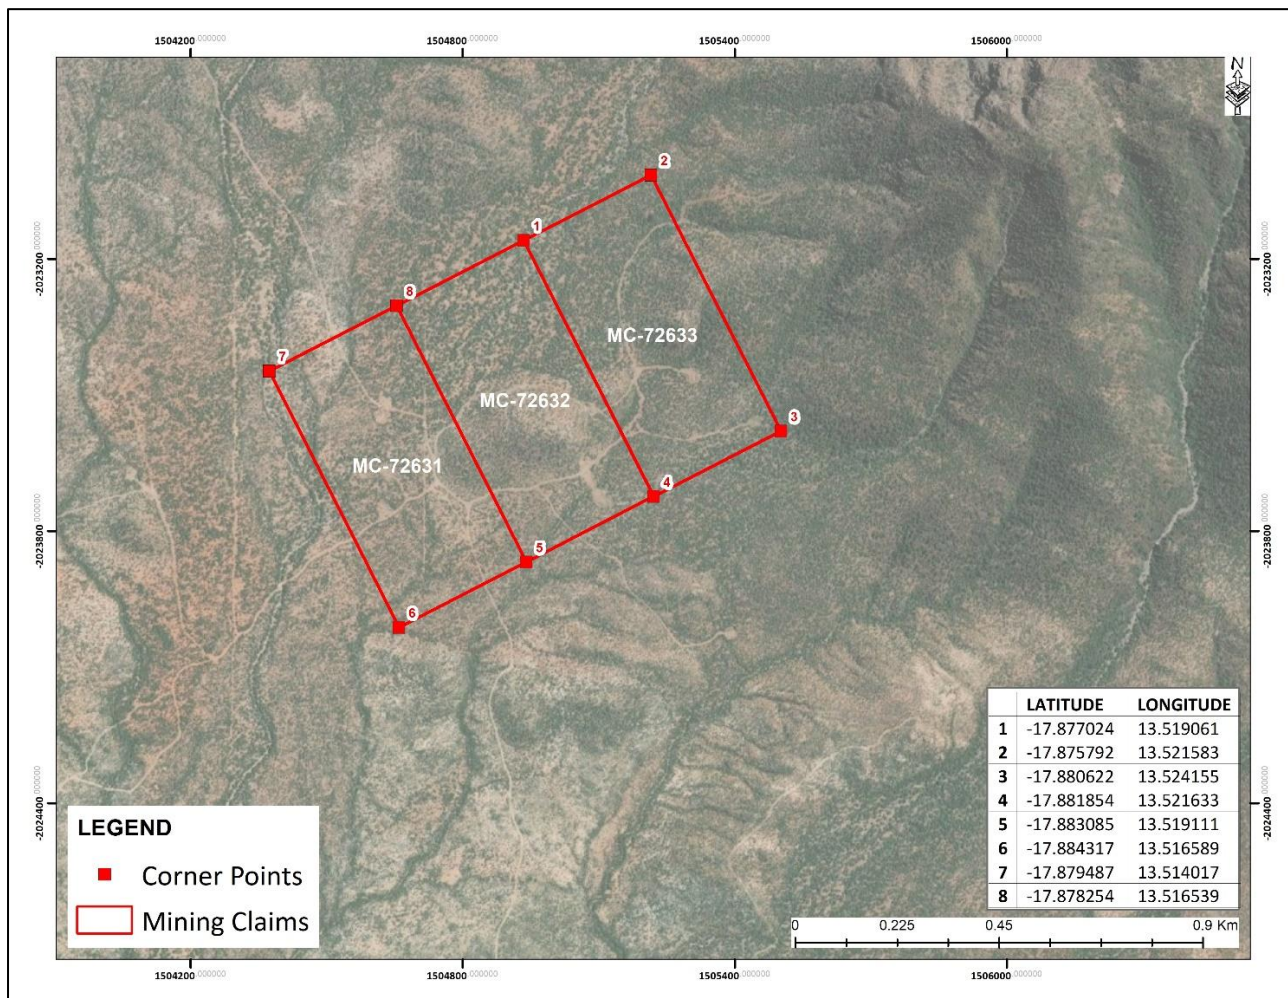 1504200.000000 1504800.000000 1505400.000000 1506000.000000
N
2
1
-2023200.000000 -2023200.000000
8
MC-72633
7
MC-72632
3
MC-72631
4
-2023800.000000 -2023800.000000
5
6
LATITUDE LONGITUDE
1 -17.877024 13.519061
2 -17.875792 13.521583
3 -17.880622 13.524155
4 -17.881854 13.521633
5 -17.883085 13.519111
6 -17.884317 13.516589
7 -17.879487 13.514017
8 -17.878254 13.516539
-2024400.000000 -2024400.000000
LEGEND
Corner Points
Mining Claims
0 0.225 0.45 0.9 Km
1504200.000000 1504800.000000 1505400.000000 1506000.000000